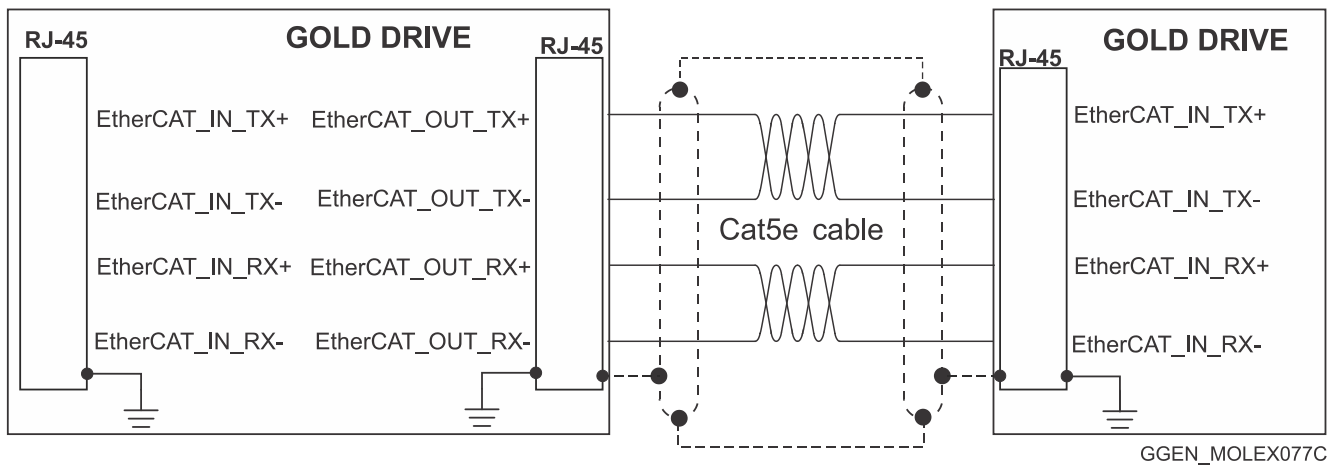 RJ-45
GOLD DRIVE
RJ-45
EtherCAT_IN_TX+ EtherCAT_OUT_TX+
EtherCAT_IN_TX- EtherCAT_OUT_TX-
EtherCAT_IN_RX+ EtherCAT_OUT_RX+
EtherCAT_IN_RX- EtherCAT_OUT_RX-
Cat5e cable
GOLD DRIVE
RJ-45
EtherCAT_IN_TX+
EtherCAT_IN_TX-
EtherCAT_IN_RX+
EtherCAT_IN_RX-
GGEN_MOLEX077C